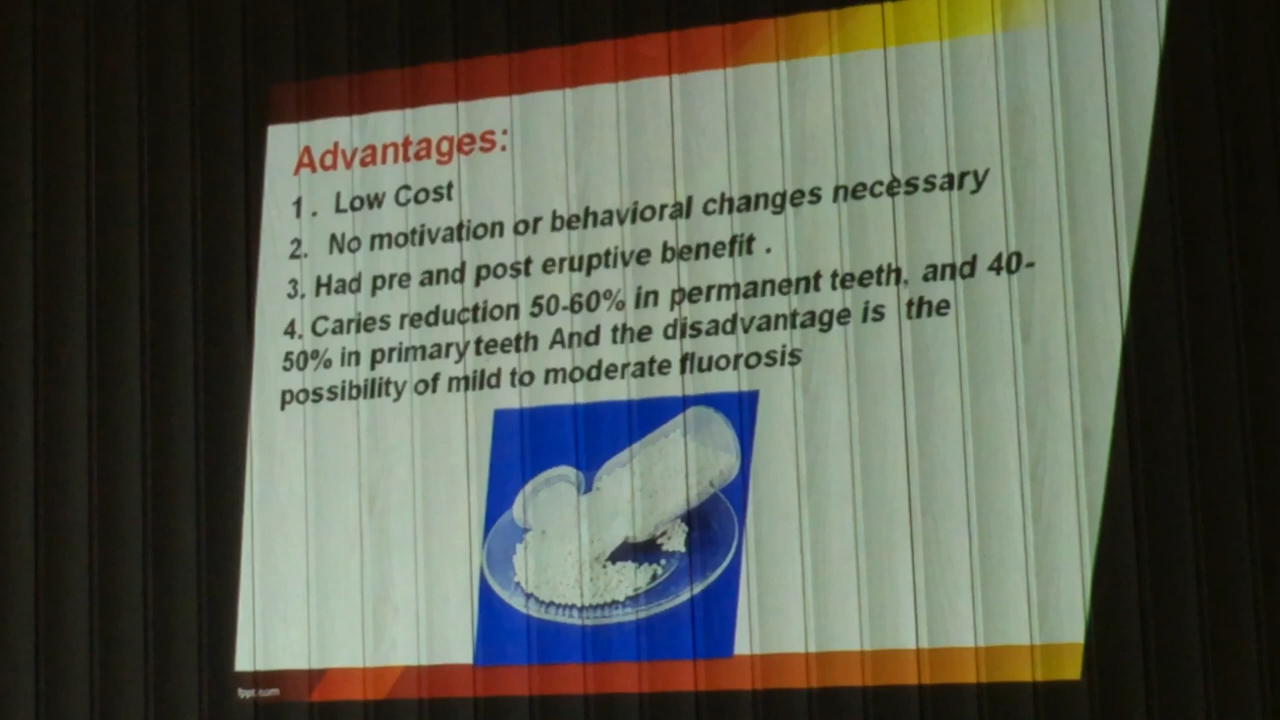 Advantages:
1. Low Cost
2. No motivation or behavioral changes necessary
3. Had pre and post eruptive benefit .
4. Caries reduction 50-60% in permanent teeth, and 40-
50% in primary teeth And the disadvantage is the
possibility of mild to moderate fluorosis
fppt.com